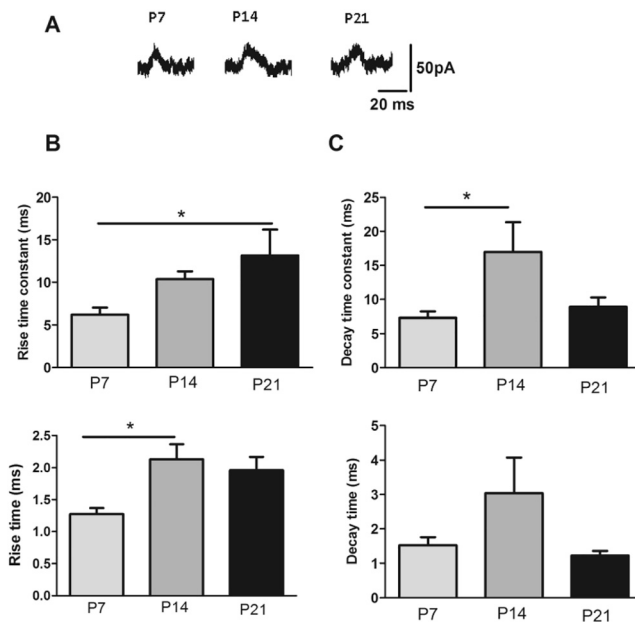 A
P7 P14 P21
50pA
20 ms
B
Rise time constant (ms)
20
15
10
5
0
*
P7 P14 P21
C
Decay time constant (ms)
25
20
15
10
5
0
*
P7 P14 P21
Rise time (ms)
2.5
2.0
1.5
1.0
0.5
0.0
*
P7 P14 P21
Decay time (ms)
5
4
3
2
1
0
P7 P14 P21